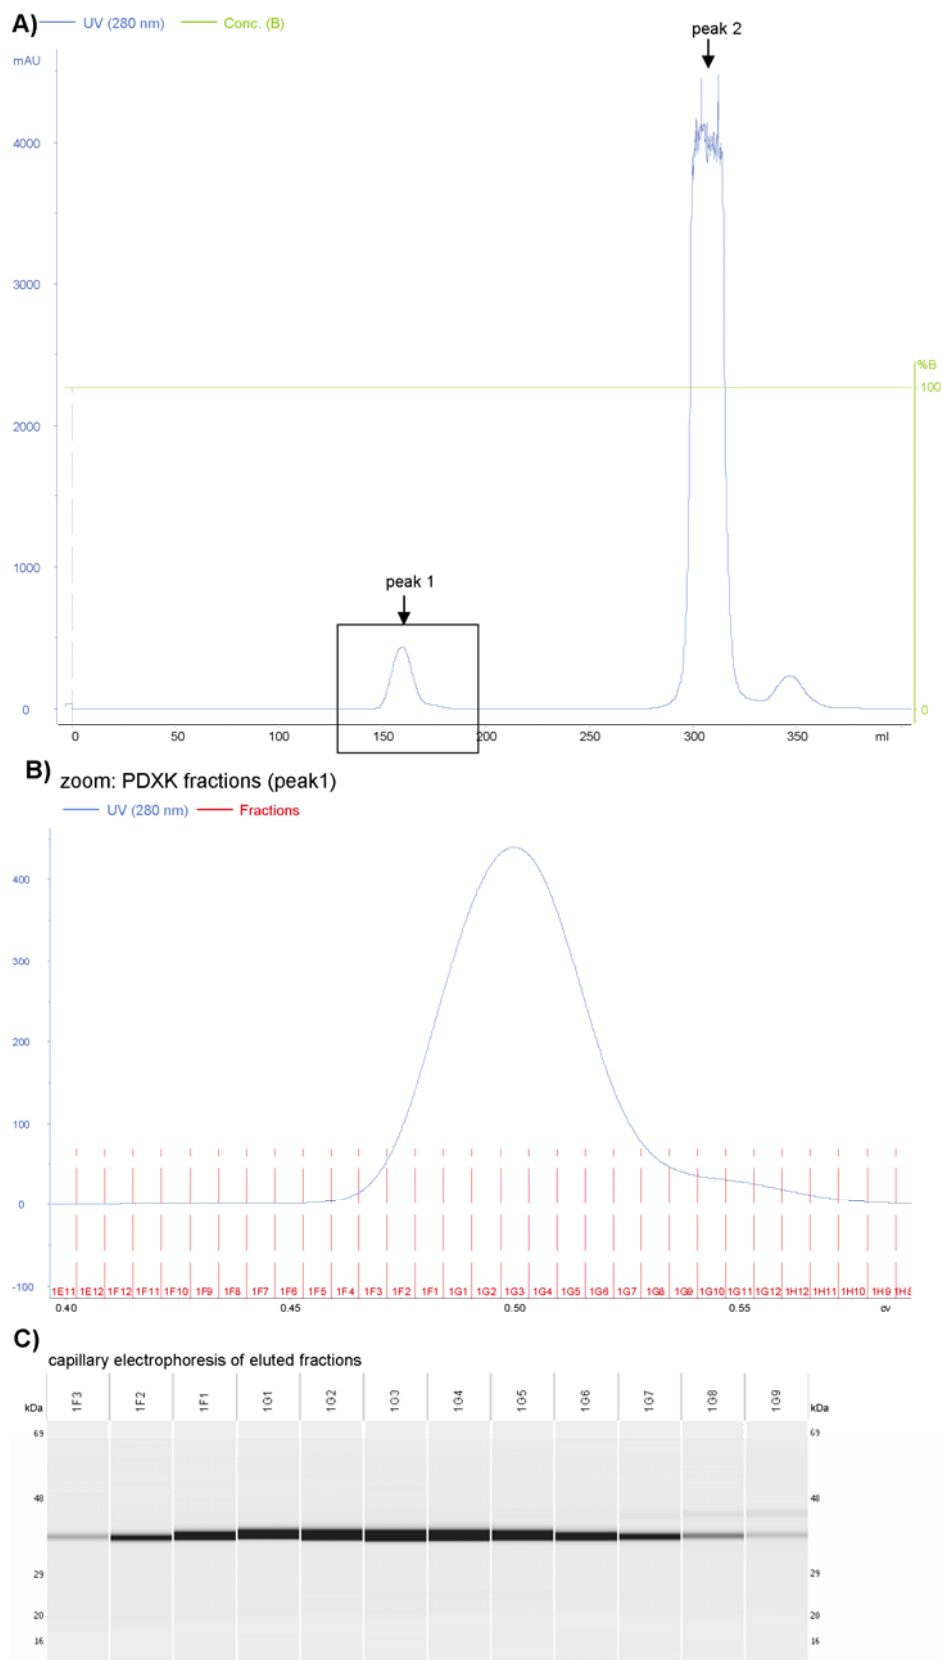 A) UV (280 nm) Conc. (B)
peak 2
mAU
4000
3000
%B
100
2000
1000
peak 1
0 0
0 50 100 150 200 250 300 350 ml
B) zoom: PDXK fractions (peak1)
UV (280 nm) Fractions
400
300
200
100
0
-100
1E11 1E12 1F12 1F11 1F10 1F9 1F8 1F7 1F6 1F5 1F4 1F3 1F2 1F1 1G1 1G2 1G3 1G4 1G5 1G6 1G7 1G8 1G9 1G10 1G11 1G12 1H12 1H11 1H10 1H9
0.40 0.45 0.50 0.55 cv
C)
capillary electrophoresis of eluted fractions
kDa 1F3 1F2 1F1 1G1 1G2 1G3 1G4 1G5 1G6 1G7 1G8 1G9 kDa
69 69
48 48
29 29
20 20
16 16